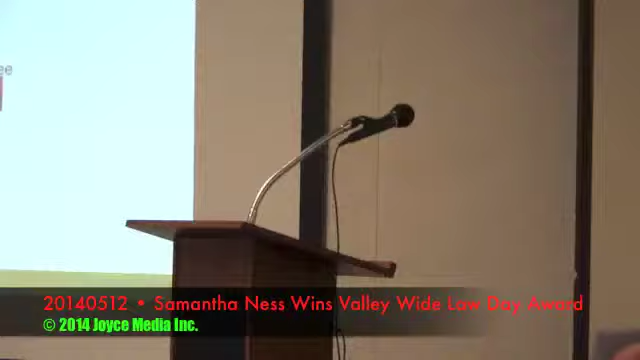 20140512 • Samantha Ness Wins Valley Wide Law Day Award
© 2014 Joyce Media Inc.